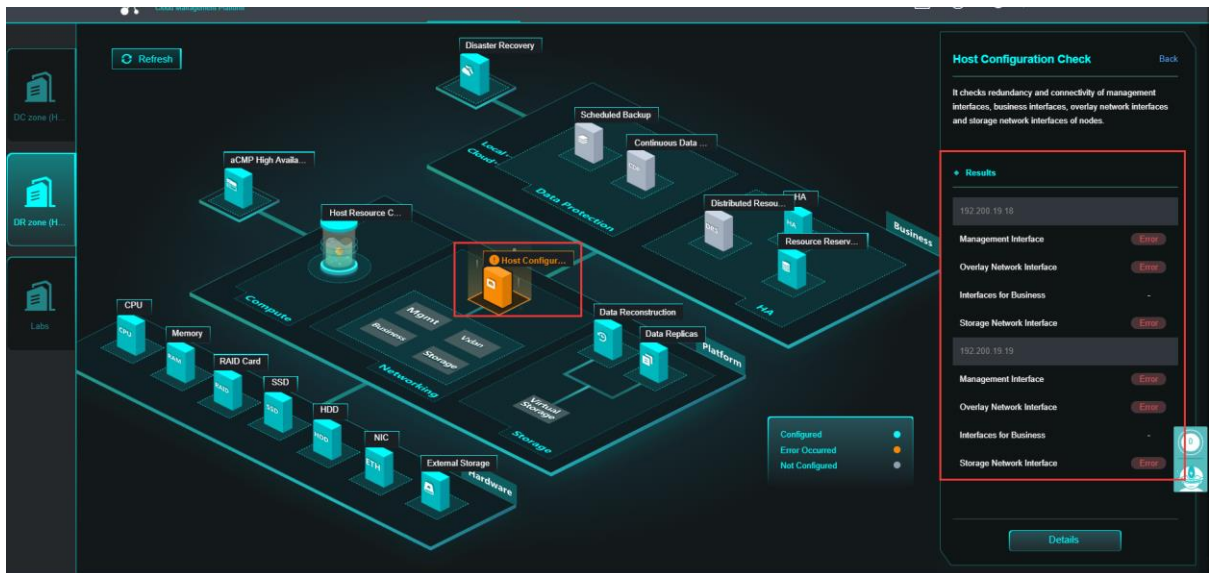 Cloud Management Platform
Refresh
DC zone (H...
DR zone (H...
Labs
Disaster Recovery
Scheduled Backup
Continuous Data ...
CDA
Local -
Cloud-
Data Protection
aCMP High Availa...
Host Resource C...
Distributed Resou...
DRS
HA
HA
Resource Reserv...
Business
HA
Host Configur...
Compute
Mgmt
Business
Vxlan
Storage
Networking
Data Reconstruction
Data Replicas
Platform
Virtual
Storage
Storage
CPU
CPU
Memory
RAM
RAID Card
RAID
SSD
SSD
HDD
HDD
NIC
ETH
External Storage
Hardware
Configured
Error Occurred
Not Configured
Host Configuration Check
Back
It checks redundancy and connectivity of management
interfaces, business interfaces, overlay network interfaces
and storage network interfaces of nodes.
Results
192.200.19.18
Management Interface Error
Overlay Network Interface Error
Interfaces for Business -
Storage Network Interface Error
192.200.19.19
Management Interface Error
Overlay Network Interface Error
Interfaces for Business -
Storage Network Interface Error
0
Details